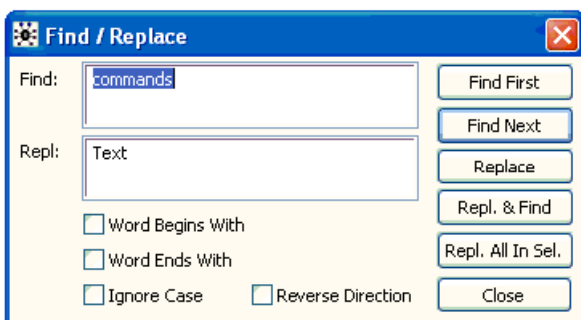 Find / Replace
Find:
commands
Find First
Find Next
Repl:
Text
Replace
Repl. & Find
Word Begins With
Word Ends With
Repl. All In Sel.
Ignore Case
Reverse Direction
Close